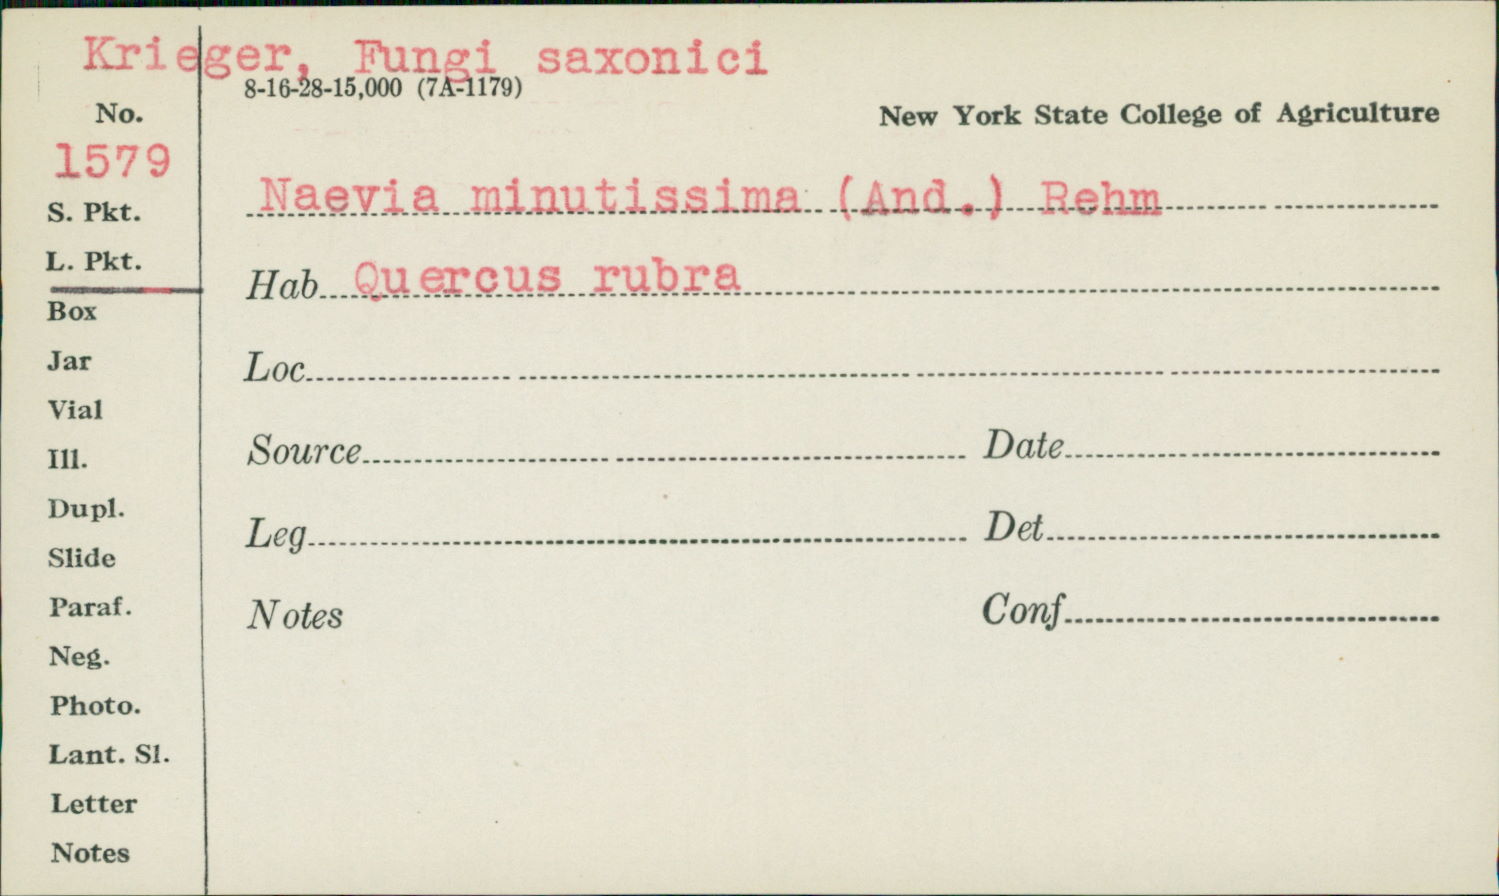 Krieger, Fungi saxonici
8-16-28-15,000 (7A-1179)
No.
New York State College of Agriculture
1579
Naevia minutissima (And.) Rehm
S. Pkt.
L. Pkt.
Hab. Quercus rubra
Box
Jar
Loc.
Vial
Source
Date
Ill.
Dupl.
Leg
Det
Slide
Paraf.
Notes
Conf
Neg.
Photo.
Lant. Sl.
Letter
Notes